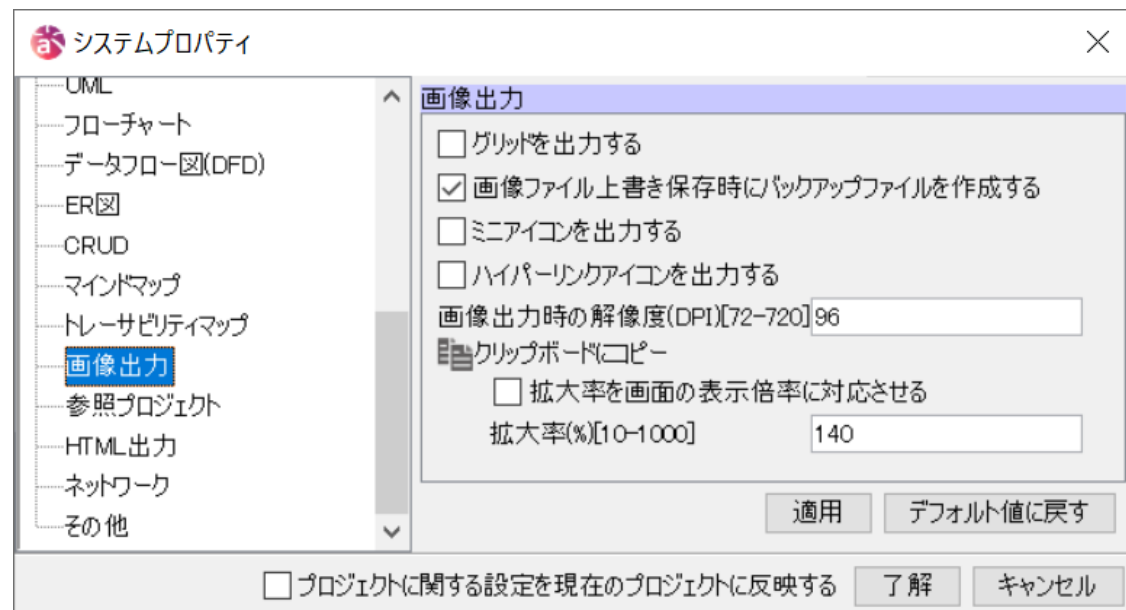 システムプロパティ
UML
フローチャート
データフロー図(DFD)
ER図
CRUD
マインドマップ
トレーサビリティマップ
画像出力
参照プロジェクト
HTML出力
ネットワーク
その他
画像出力
グリッドを出力する
画像ファイル上書き保存時にバックアップファイルを作成する
ミニアイコンを出力する
ハイパーリンクアイコンを出力する
画像出力時の解像度(DPI)[72-720] 96
クリップボードにコピー
拡大率を画面の表示倍率に対応させる
拡大率(%)[10-1000] 140
適用 デフォルト値に戻す
プロジェクトに関する設定を現在のプロジェクトに反映する 了解 キャンセル